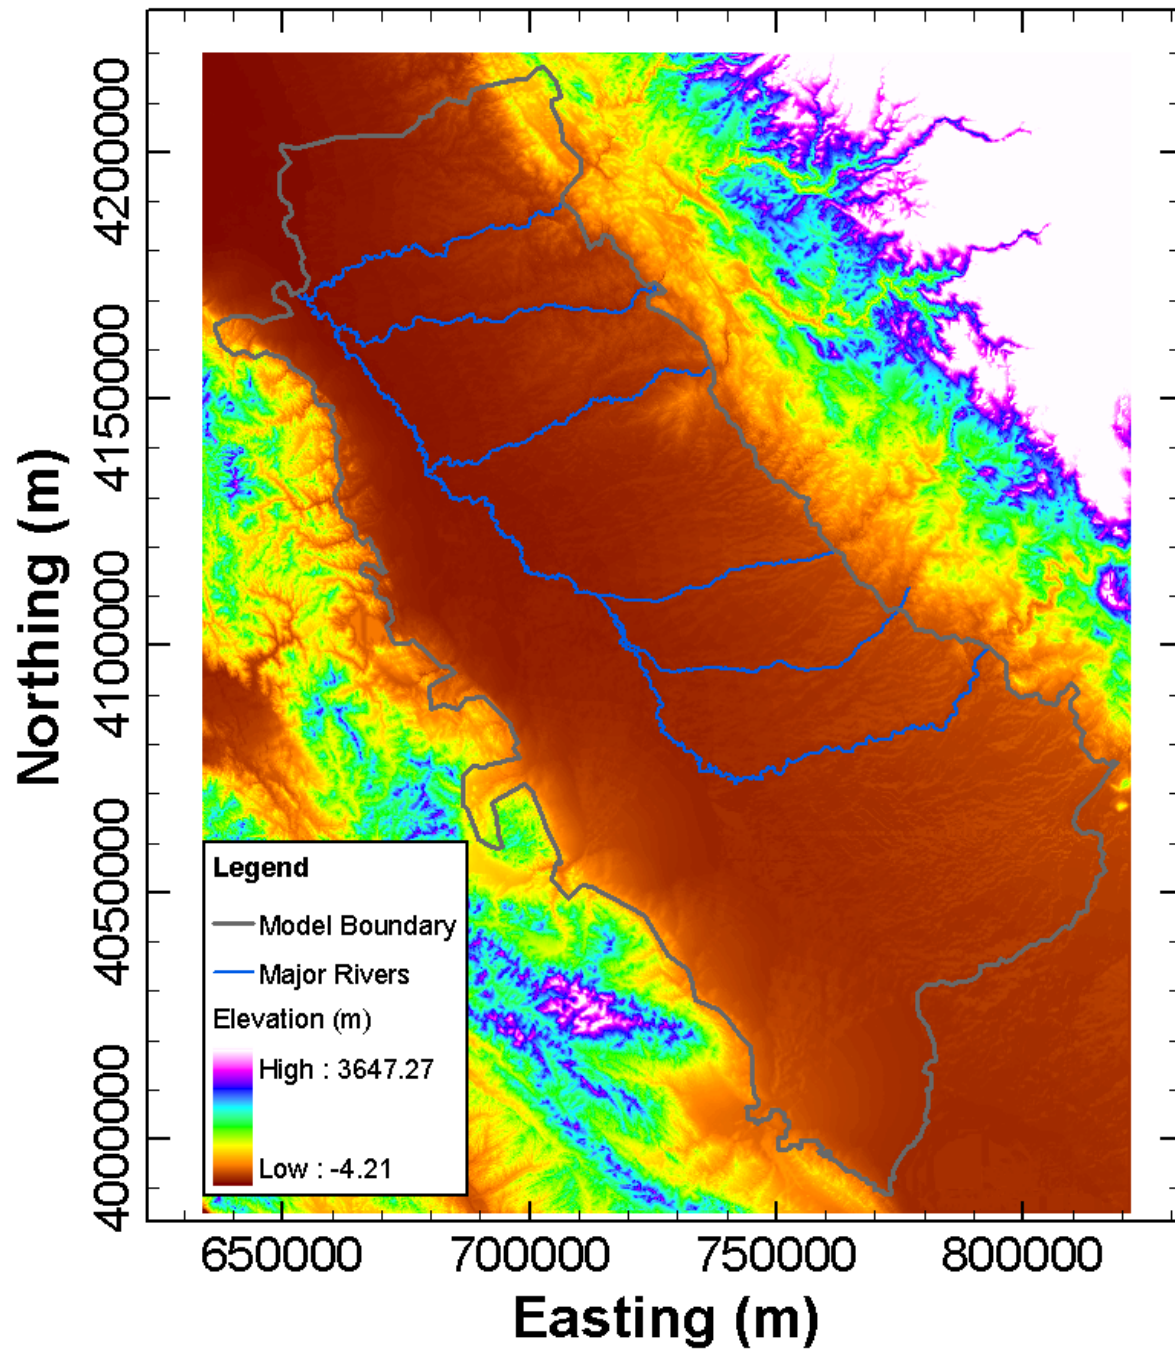 Northing (m)
4200000
4150000
4100000
4050000
4000000
Legend
Model Boundary
Major Rivers
Elevation (m)
High : 3647.27
Low : -4.21
650000 700000 750000 800000
Easting (m)